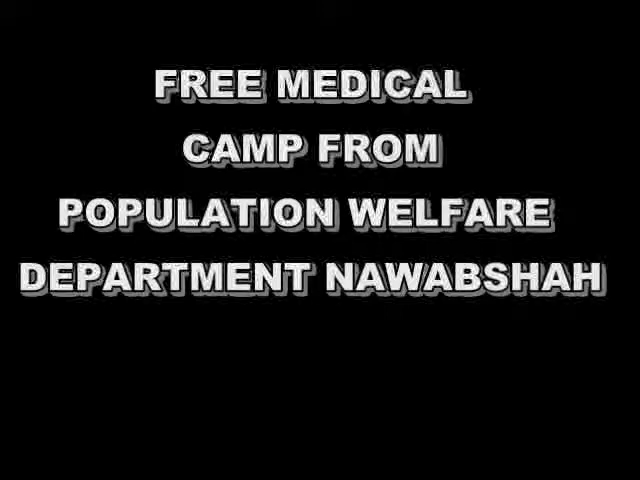 FREE MEDICAL
CAMP FROM
POPULATION WELFARE
DEPARTMENT NAWABSHAH